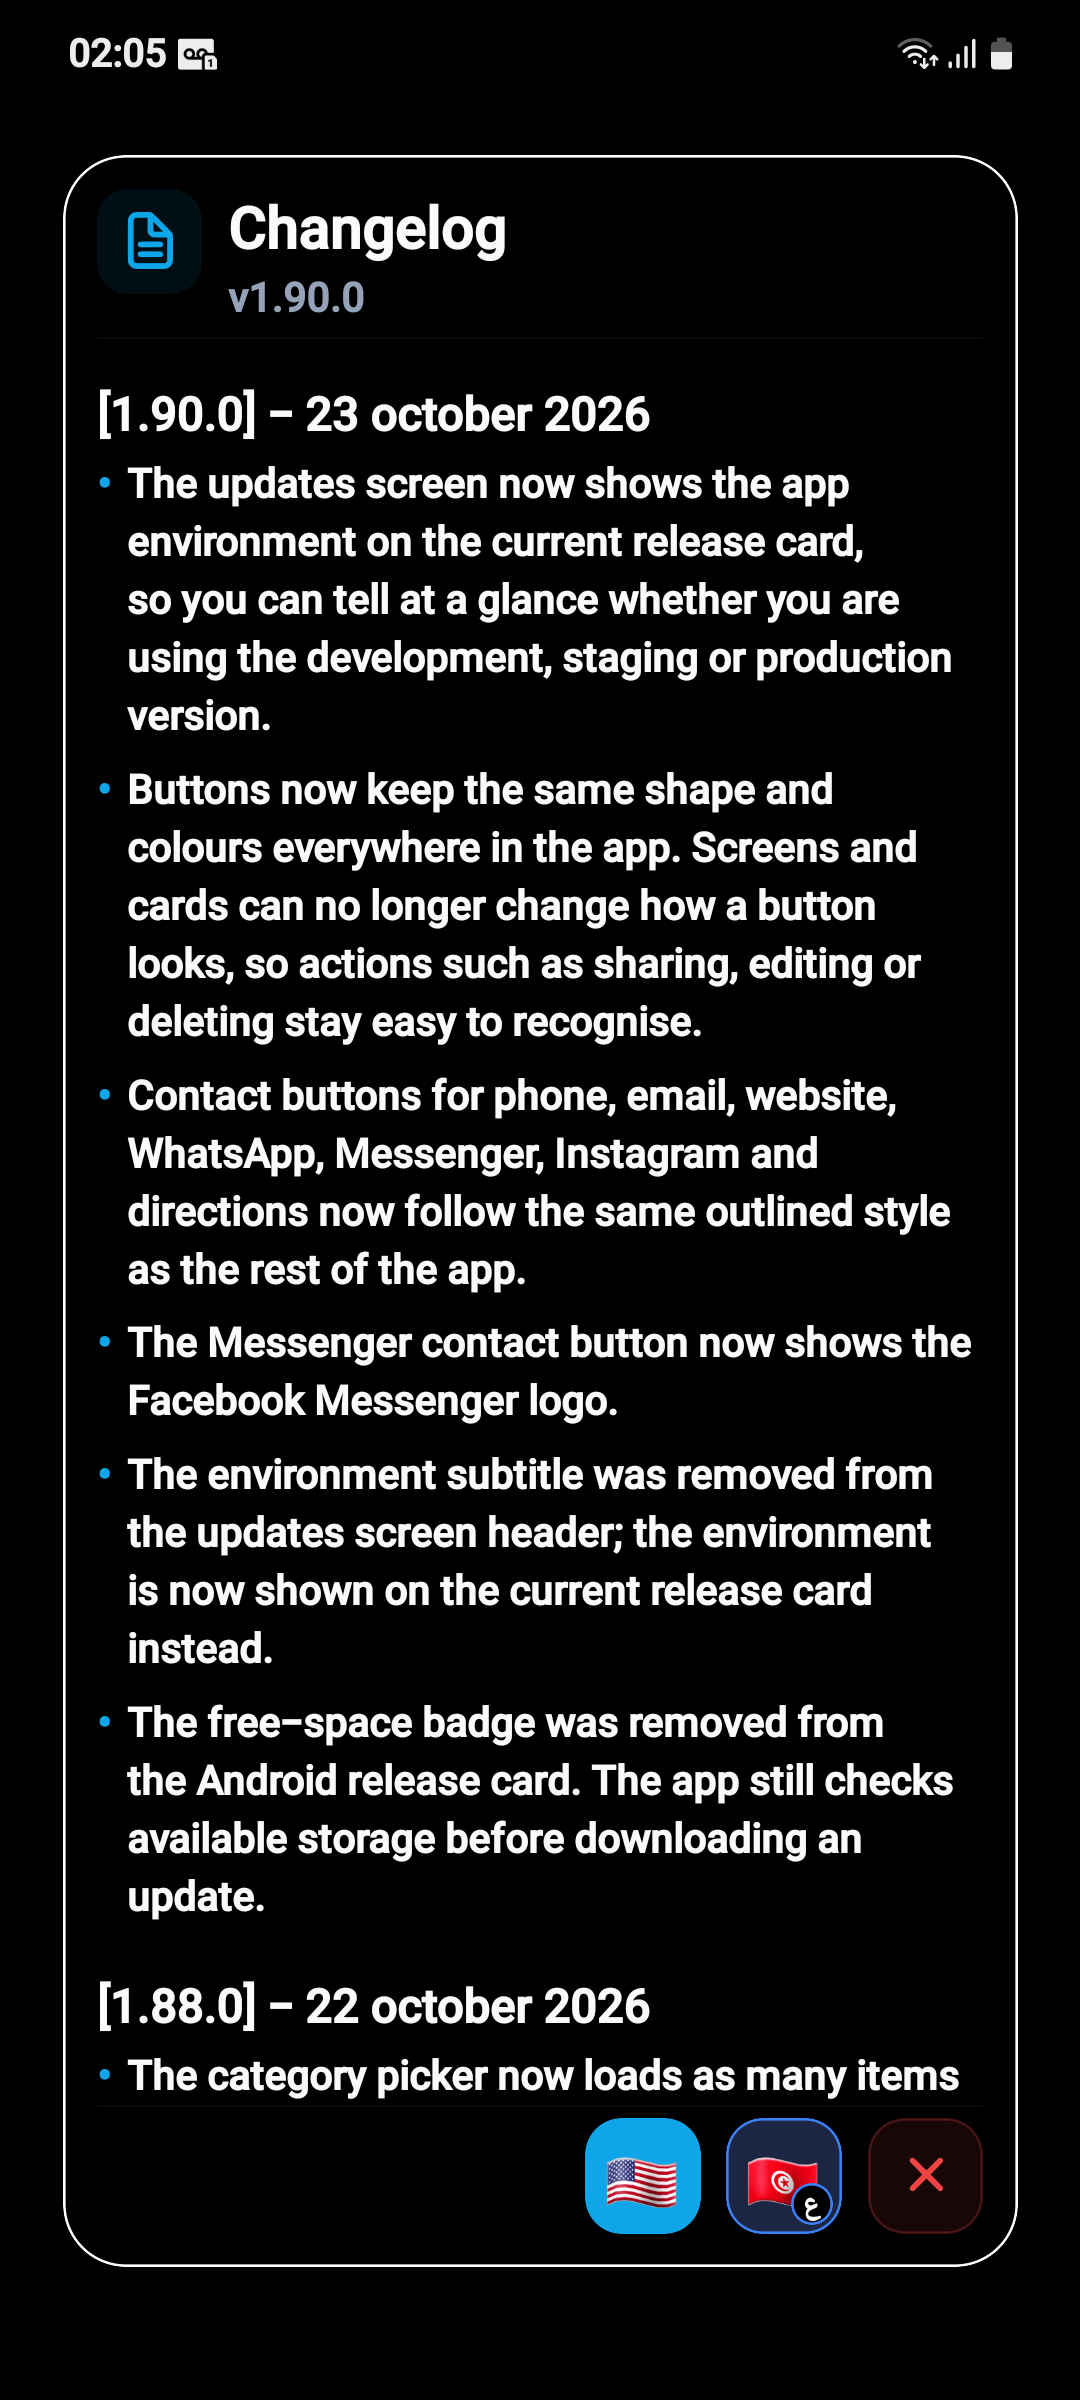 02:05
Changelog
v1.90.0
[1.90.0] – 23 october 2026
• The updates screen now shows the app
environment on the current release card,
so you can tell at a glance whether you are
using the development, staging or production
version.
• Buttons now keep the same shape and
colours everywhere in the app. Screens and
cards can no longer change how a button
looks, so actions such as sharing, editing or
deleting stay easy to recognise.
• Contact buttons for phone, email, website,
WhatsApp, Messenger, Instagram and
directions now follow the same outlined style
as the rest of the app.
• The Messenger contact button now shows the
Facebook Messenger logo.
• The environment subtitle was removed from
the updates screen header; the environment
is now shown on the current release card
instead.
• The free–space badge was removed from
the Android release card. The app still checks
available storage before downloading an
update.
[1.88.0] – 22 october 2026
• The category picker now loads as many items
ع